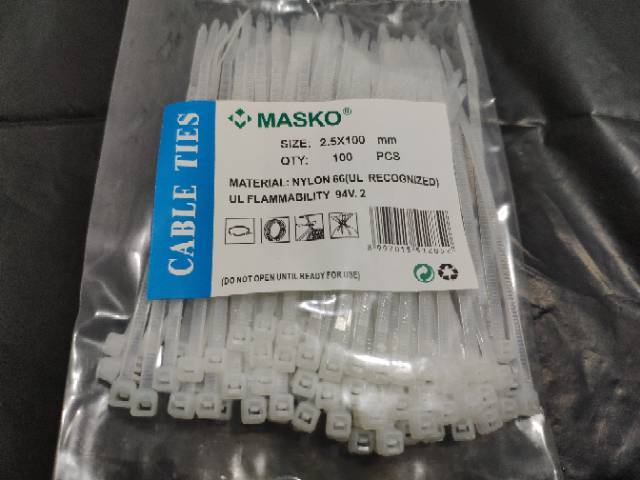 CABLE TIES
MASKO®
SIZE: 2.5X100 mm
QTY: 100 PCS
MATERIAL: NYLON 66(UL RECOGNIZED)
UL FLAMMABILITY 94V.2
(DO NOT OPEN UNTIL READY FOR USE)